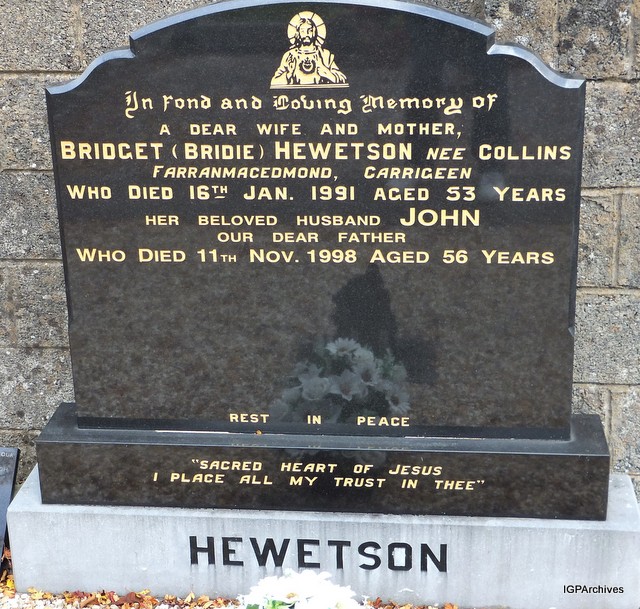 In Fond and Loving Memory of
A DEAR WIFE AND MOTHER,
BRIDGET (BRIDIE) HEWETSON NEE COLLINS
FARRANMACEDMOND, CARRIGEEN
WHO DIED 16TH JAN. 1991 AGED 53 YEARS
HER BELOVED HUSBAND JOHN
OUR DEAR FATHER
WHO DIED 11TH NOV. 1998 AGED 56 YEARS
REST IN PEACE
"SACRED HEART OF JESUS
I PLACE ALL MY TRUST IN THEE"
HEWETSON
IGPArchives